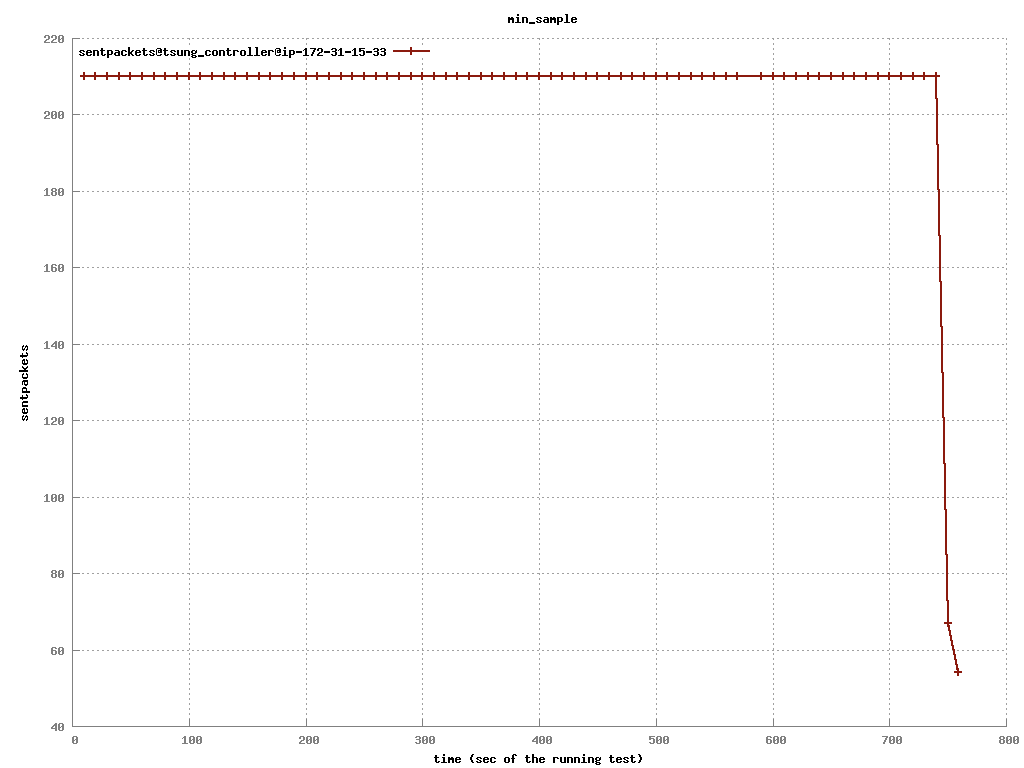 min_sample
220
sentpackets@tsung_controller@ip-172-31-15-33
200
180
160
140
sentpackets
120
100
80
60
40
0 100 200 300 400 500 600 700 800
time (sec of the running test)